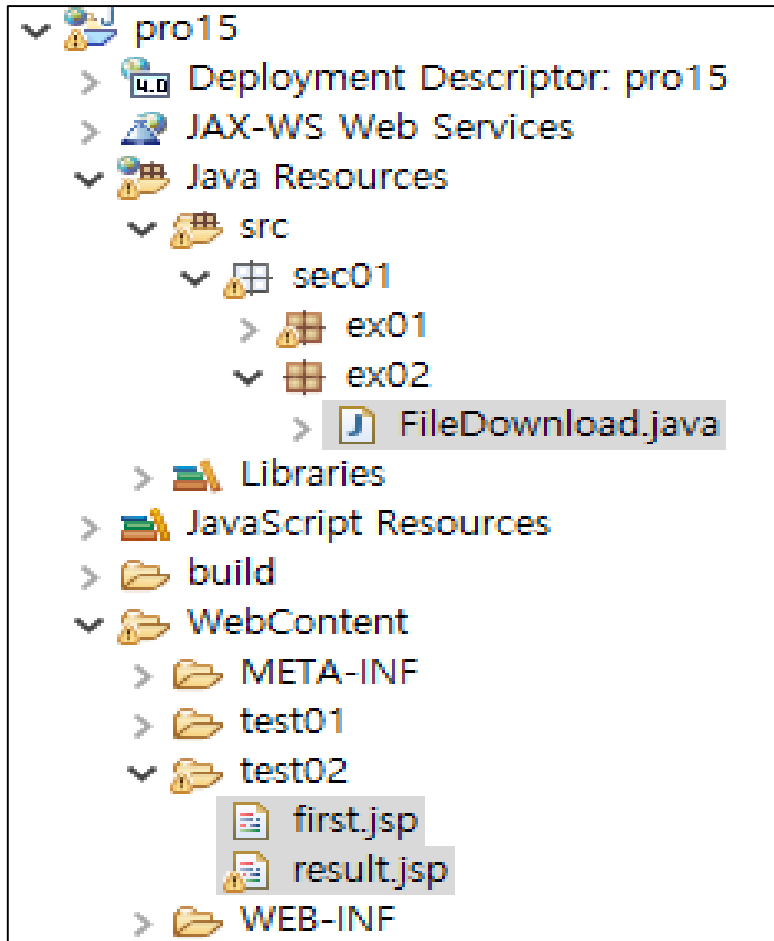 pro15
Deployment Descriptor: pro15
JAX-WS Web Services
Java Resources
src
sec01
ex01
ex02
FileDownload.java
Libraries
JavaScript Resources
build
WebContent
META-INF
test01
test02
first.jsp
result.jsp
WEB-INF